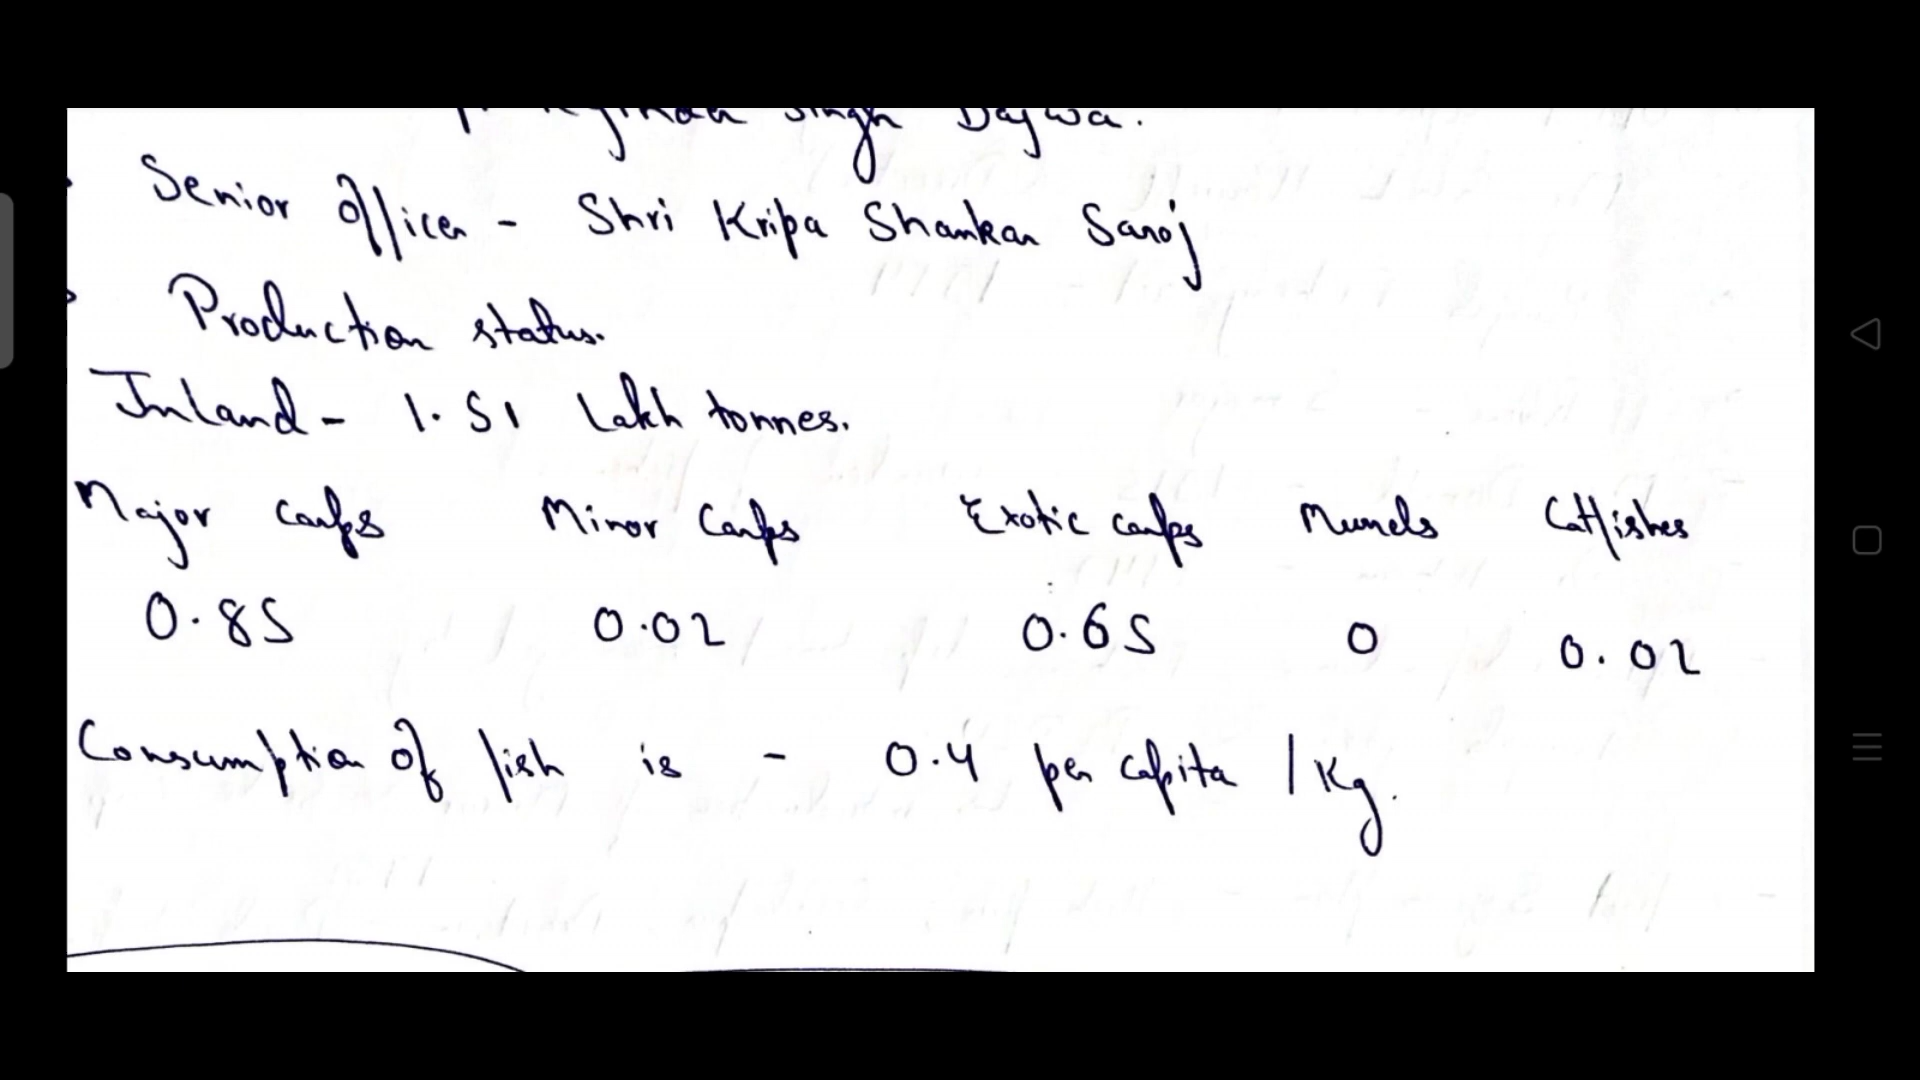 Singh Bajwa.
Senior Officer - Shri Kripa Shankar Saroj
Production status.
Inland - 1.51 Lakh tonnes.
Major carps Minor Carps Exotic carps Murrels Catfishes
0.85 0.02 0.65 0 0.02
Consumption of fish is - 0.4 per capita / Kg.